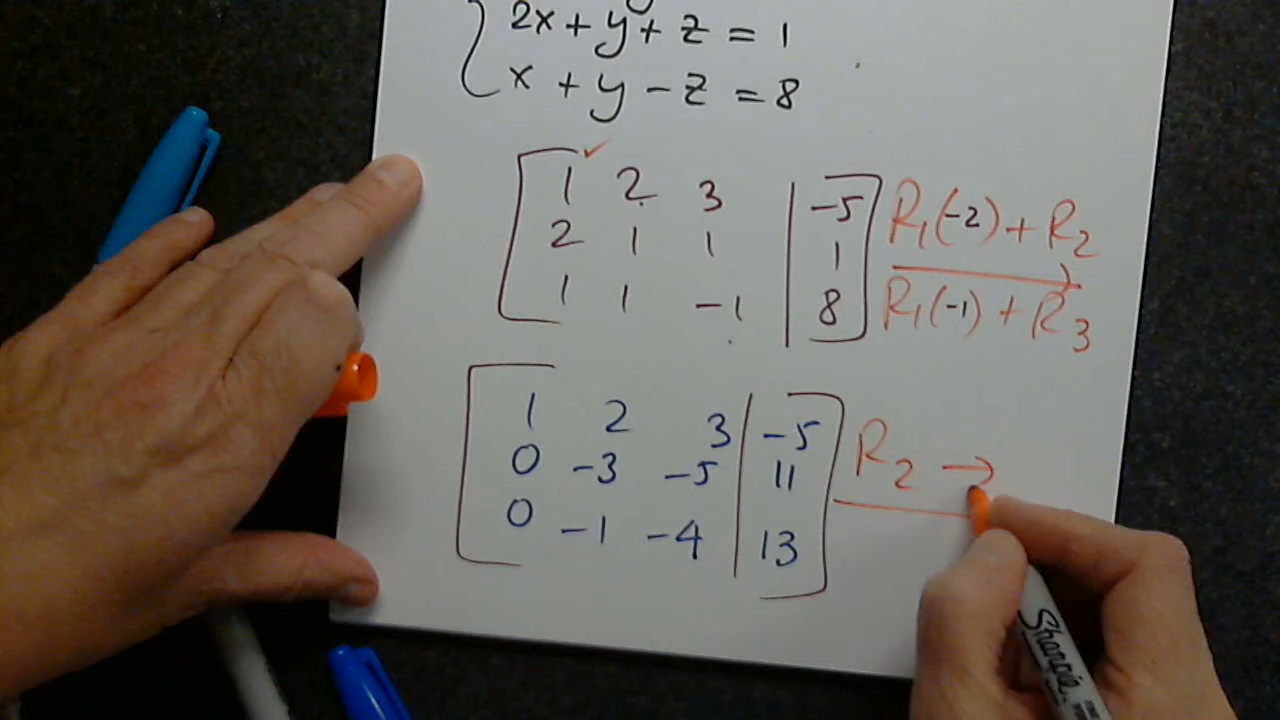 2x + y + z = 1
x + y - z = 8
1 2 3 | -5 R₁(-2) + R₂
2 1 1 | 1 →
1 1 -1 | 8 R₁(-1) + R₃
1 2 3 | -5
0 -3 -5 | 11 R₂ →
0 -1 -4 | 13
Sharpie